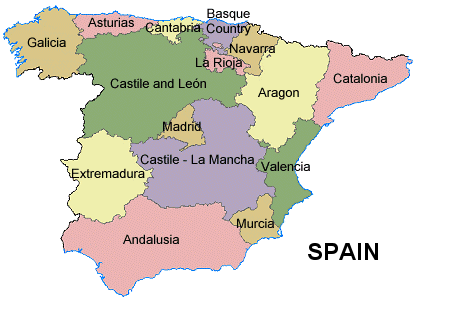 Basque
Country
Asturias
Cantabria
Galicia
Navarra
La Rioja
Castile and León
Catalonia
Aragon
Madrid
Castile - La Mancha
Valencia
Extremadura
Murcia
Andalusia
SPAIN